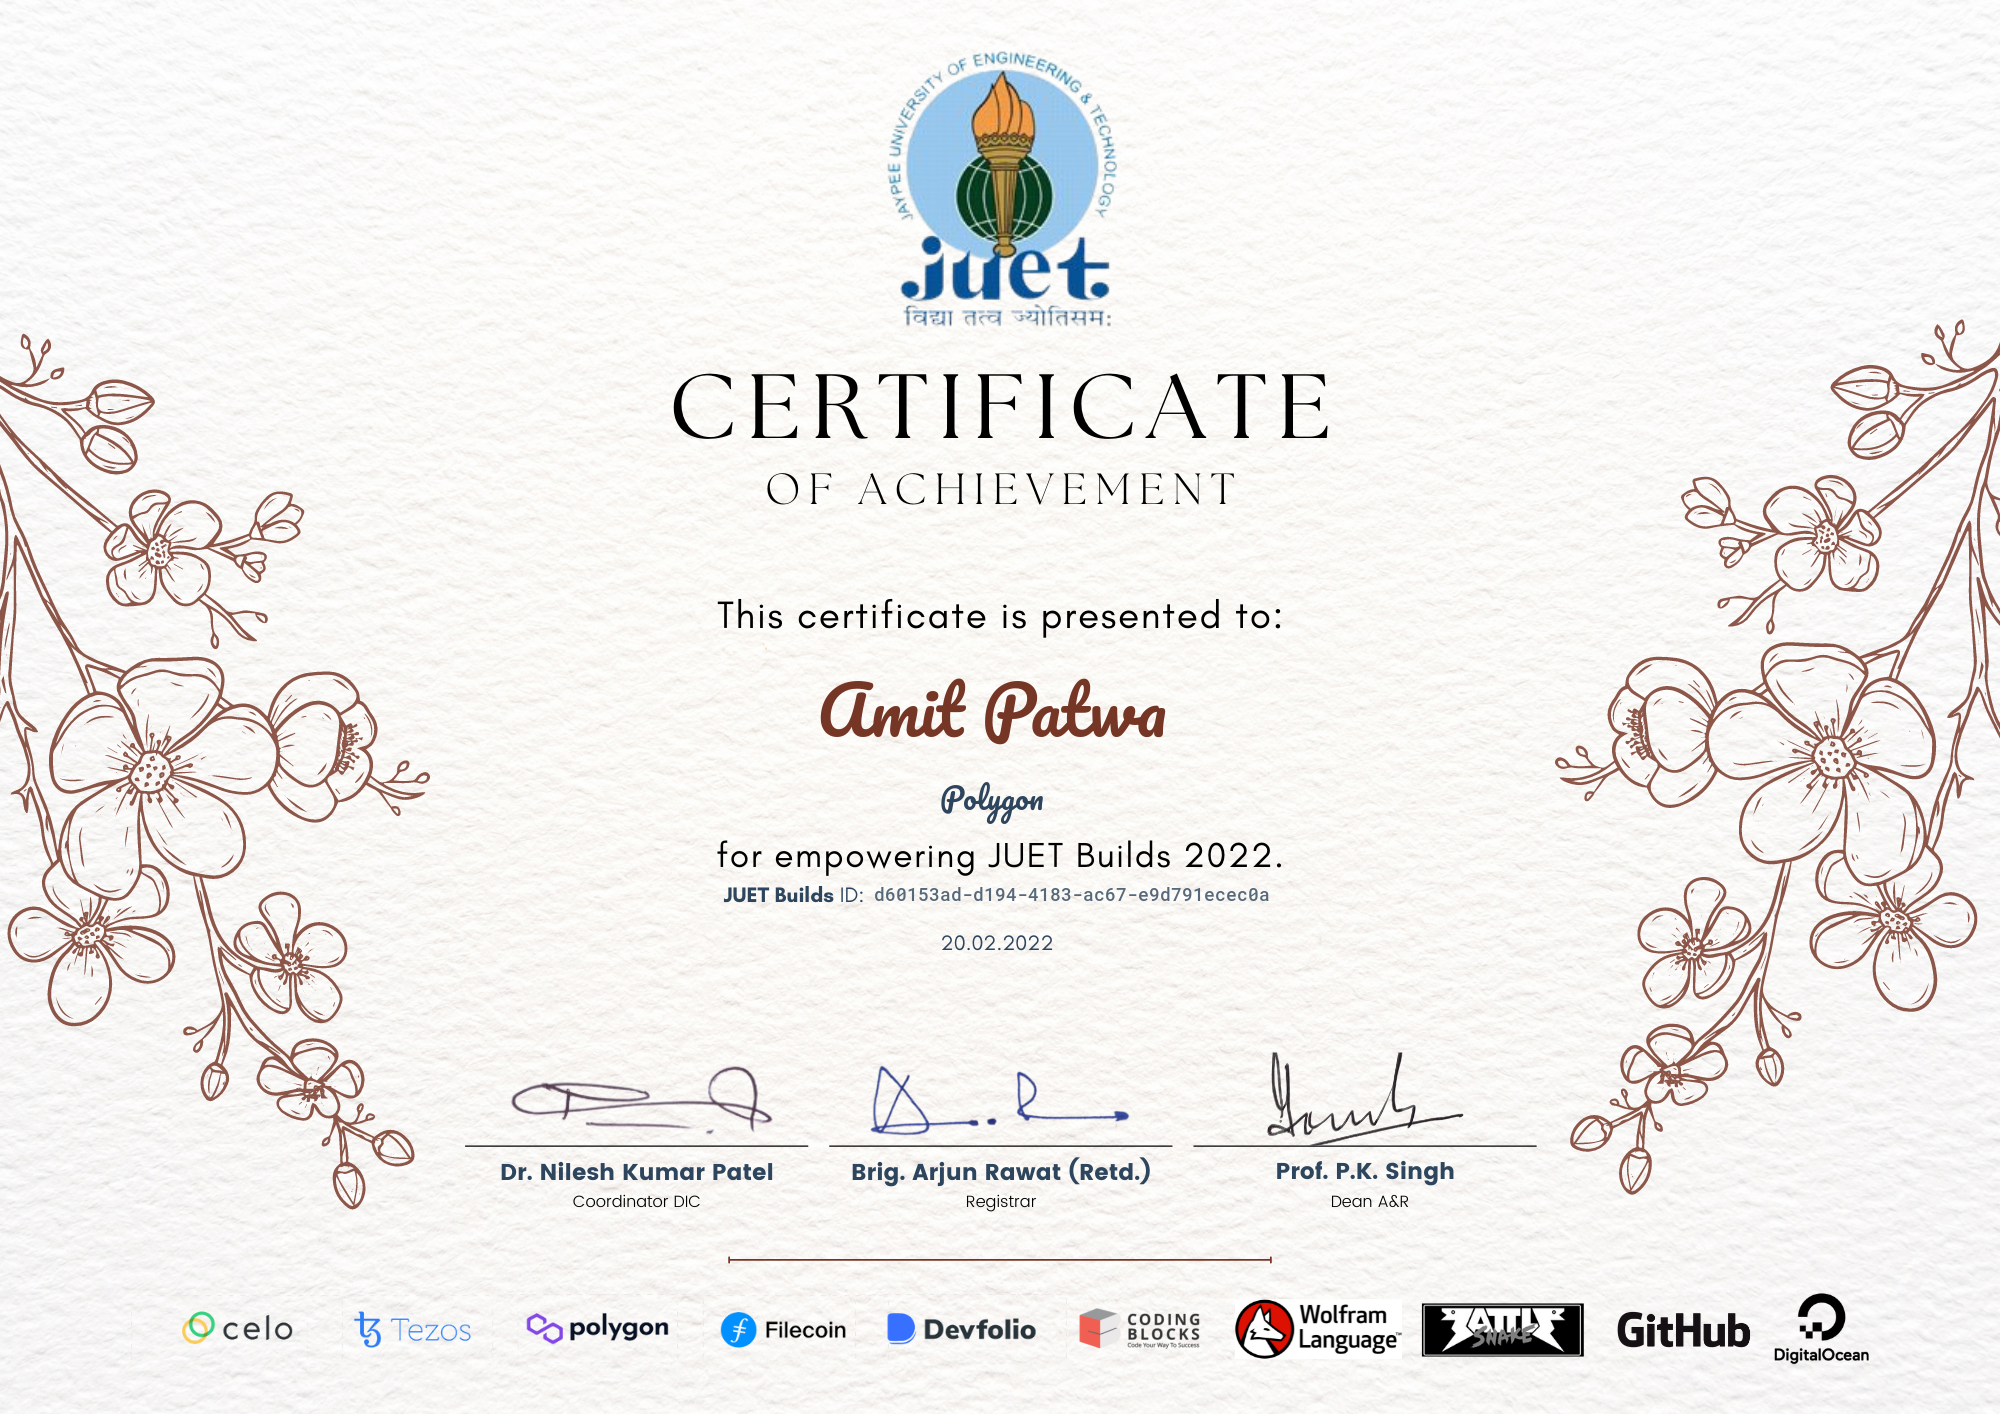 JAYPEE UNIVERSITY OF ENGINEERING & TECHNOLOGY
juet
विद्या तत्व ज्योतिसम:
CERTIFICATE
OF ACHIEVEMENT
This certificate is presented to:
Amit Patwa
Polygon
for empowering JUET Builds 2022.
JUET Builds ID: d60153ad-d194-4183-ac67-e9d791ecec0a
20.02.2022
Dr. Nilesh Kumar Patel
Coordinator DIC
Brig. Arjun Rawat (Retd.)
Registrar
Prof. P.K. Singh
Dean A&R
celo
Tezos
polygon
Filecoin
Devfolio
CODING
BLOCKS
Code Your Way To Success
Wolfram
Language™
BATTLE
SNAKE
GitHub
DigitalOcean